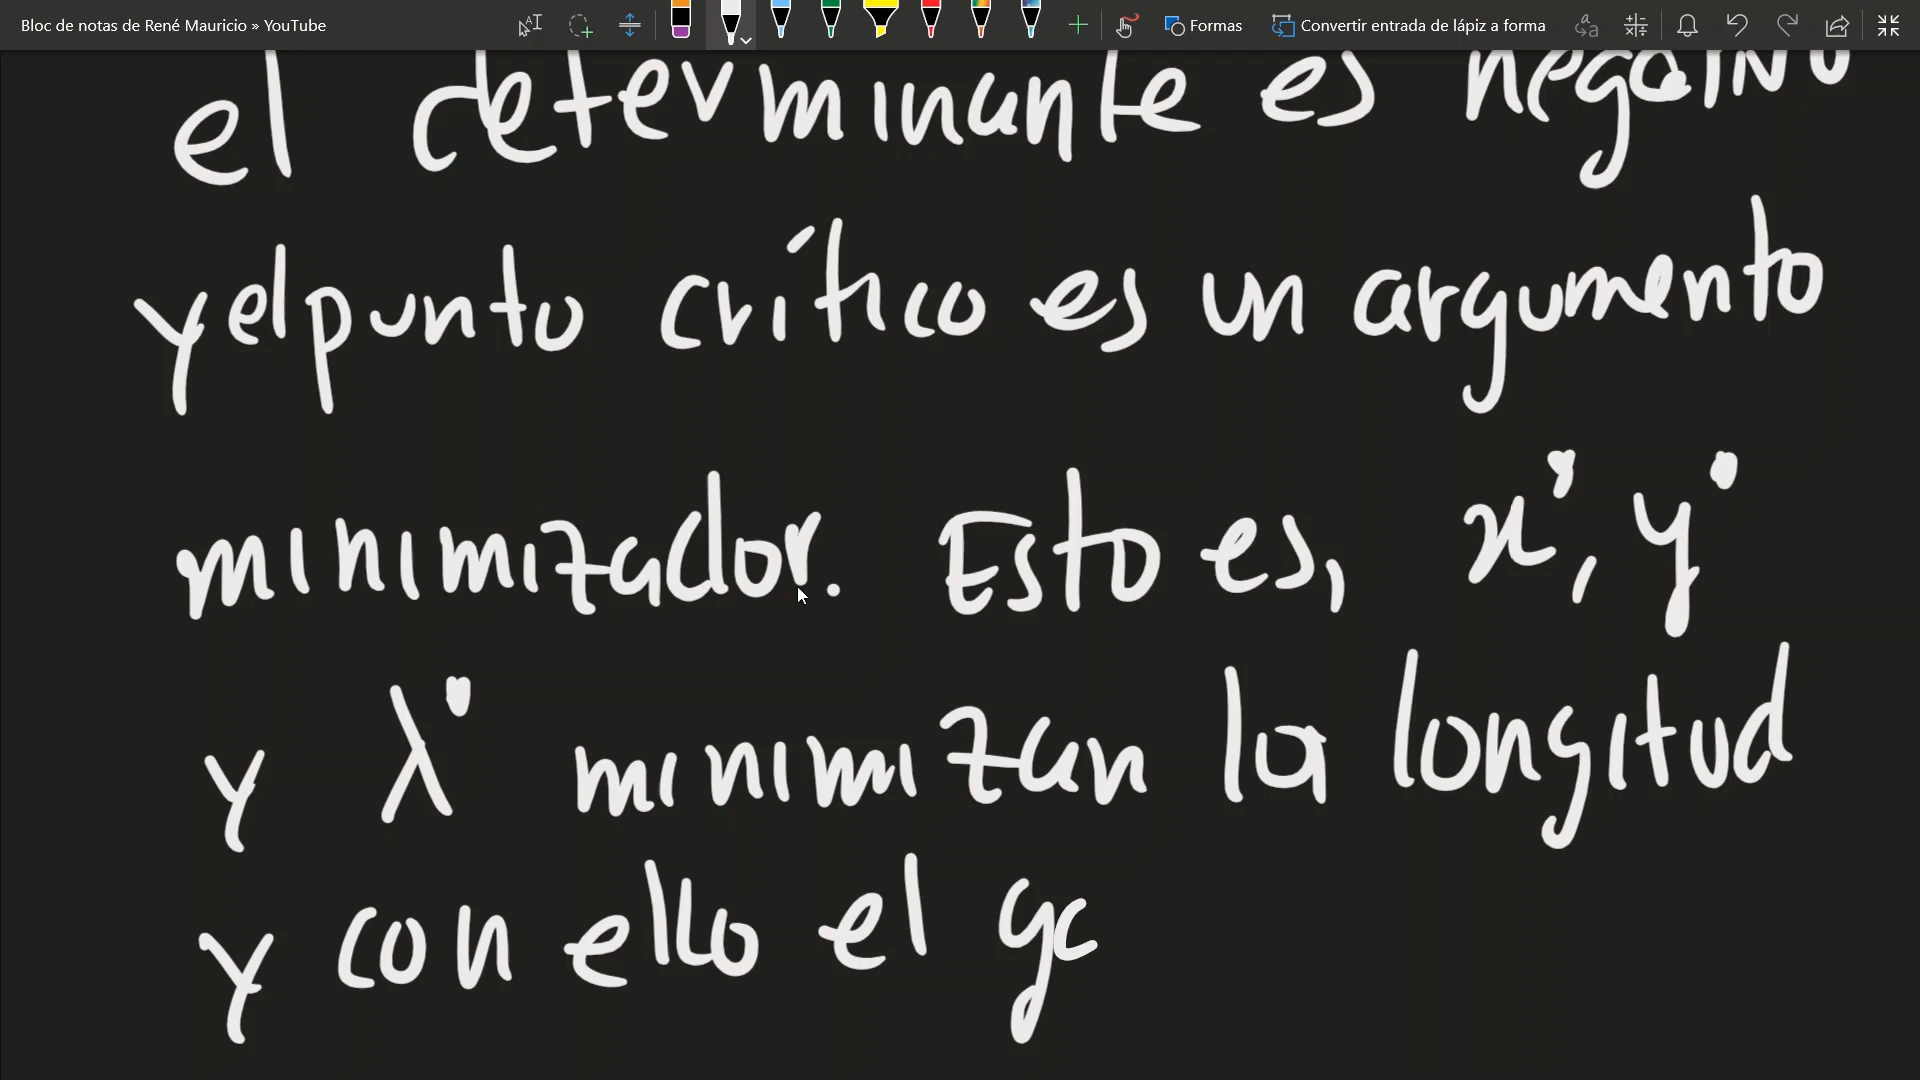 Bloc de notas de René Mauricio » YouTube
Formas
Convertir entrada de lápiz a forma
el determinante es negativo
y el punto crítico es un argumento
minimizador. Esto es, x•, y•
y λ• minimizan la longitud
y con ello el gc